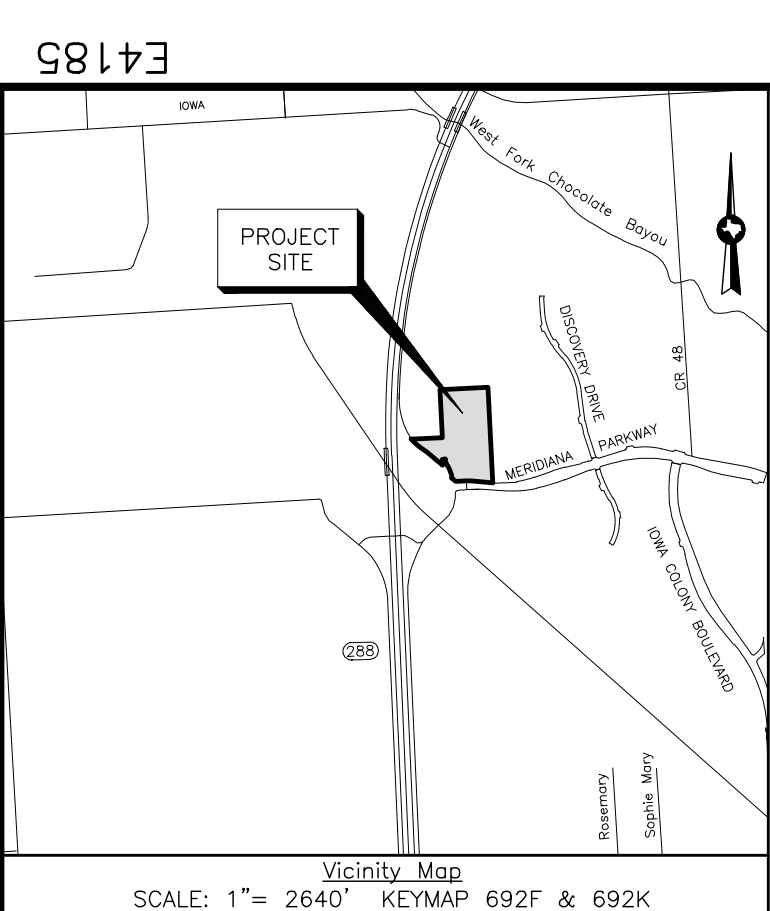 E4185
IOWA
West Fork Chocolate Bayou
PROJECT
SITE
DISCOVERY DRIVE
CR 48
MERIDIANA PARKWAY
IOWA COLONY BOULEVARD
288
Rosemary
Sophie Mary
Vicinity Map
SCALE: 1"= 2640' KEYMAP 692F & 692K